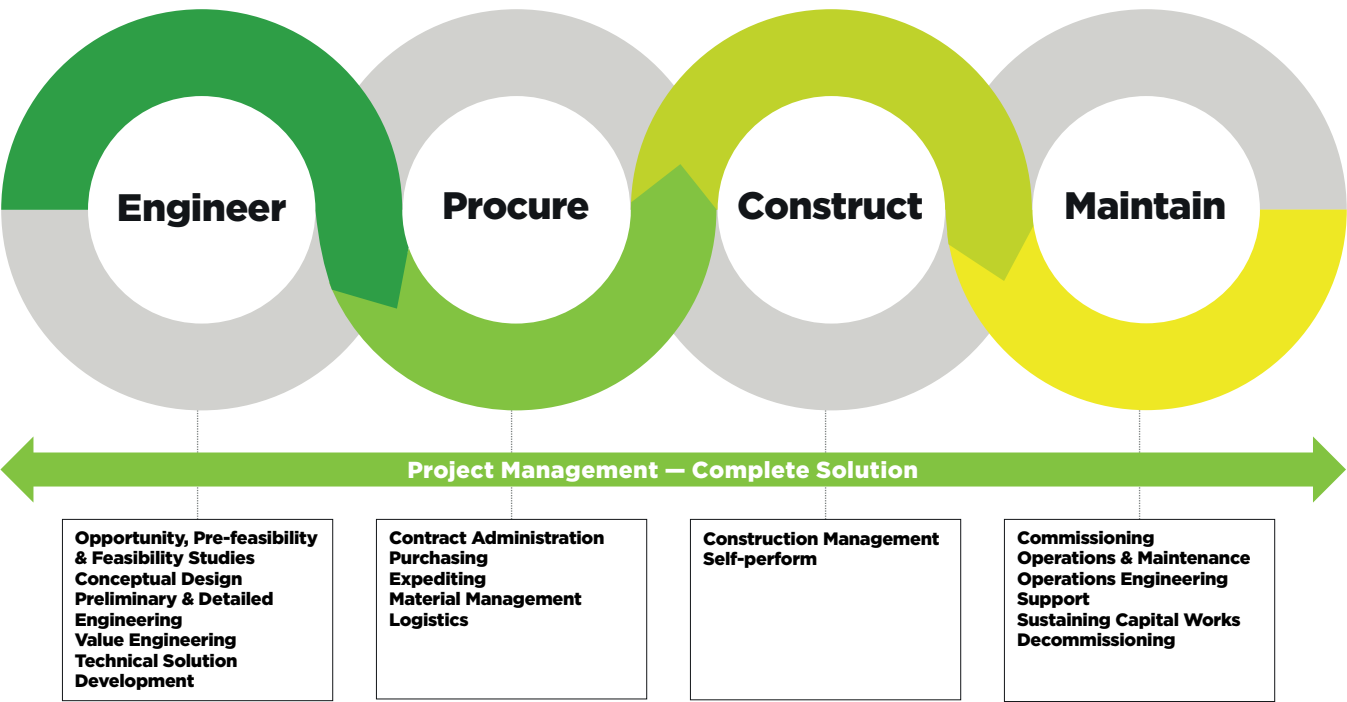 Engineer
Procure
Construct
Maintain
Project Management — Complete Solution
Opportunity, Pre-feasibility
& Feasibility Studies
Conceptual Design
Preliminary & Detailed
Engineering
Value Engineering
Technical Solution
Development
Contract Administration
Purchasing
Expediting
Material Management
Logistics
Construction Management
Self-perform
Commissioning
Operations & Maintenance
Operations Engineering
Support
Sustaining Capital Works
Decommissioning